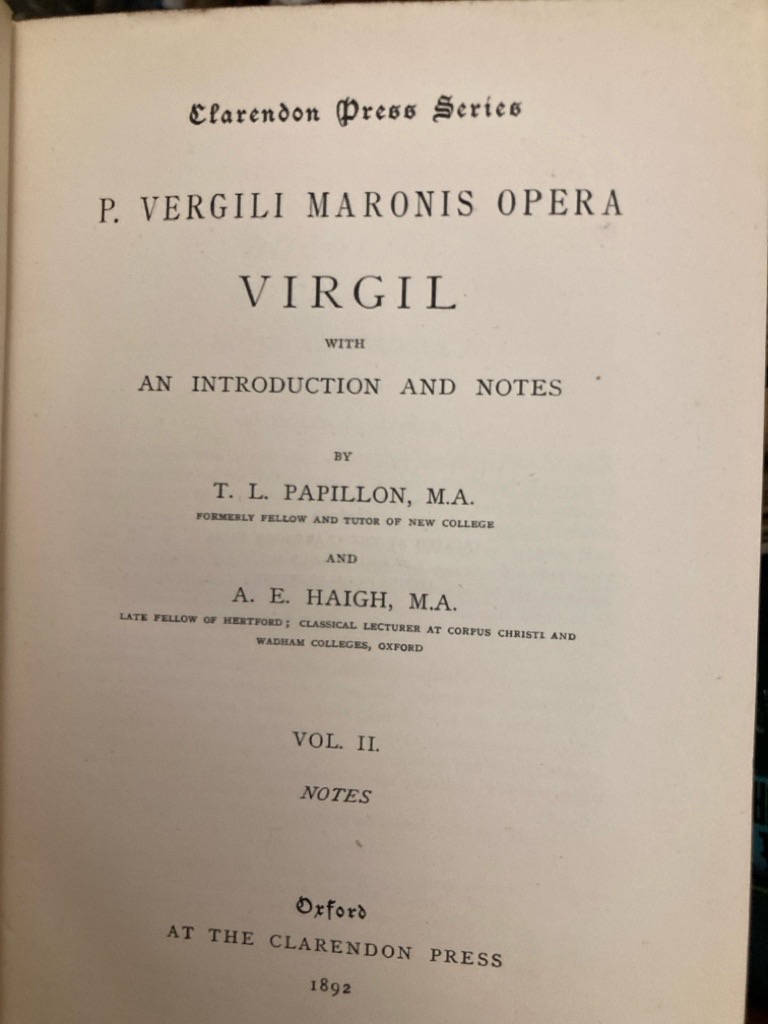 Clarendon Press Series
P. VERGILI MARONIS OPERA
VIRGIL
WITH
AN INTRODUCTION AND NOTES
BY
T. L. PAPILLON, M.A.
FORMERLY FELLOW AND TUTOR OF NEW COLLEGE
AND
A. E. HAIGH, M.A.
LATE FELLOW OF HERTFORD; CLASSICAL LECTURER AT CORPUS CHRISTI AND
WADHAM COLLEGES, OXFORD
VOL. II.
NOTES
Oxford
AT THE CLARENDON PRESS
1892